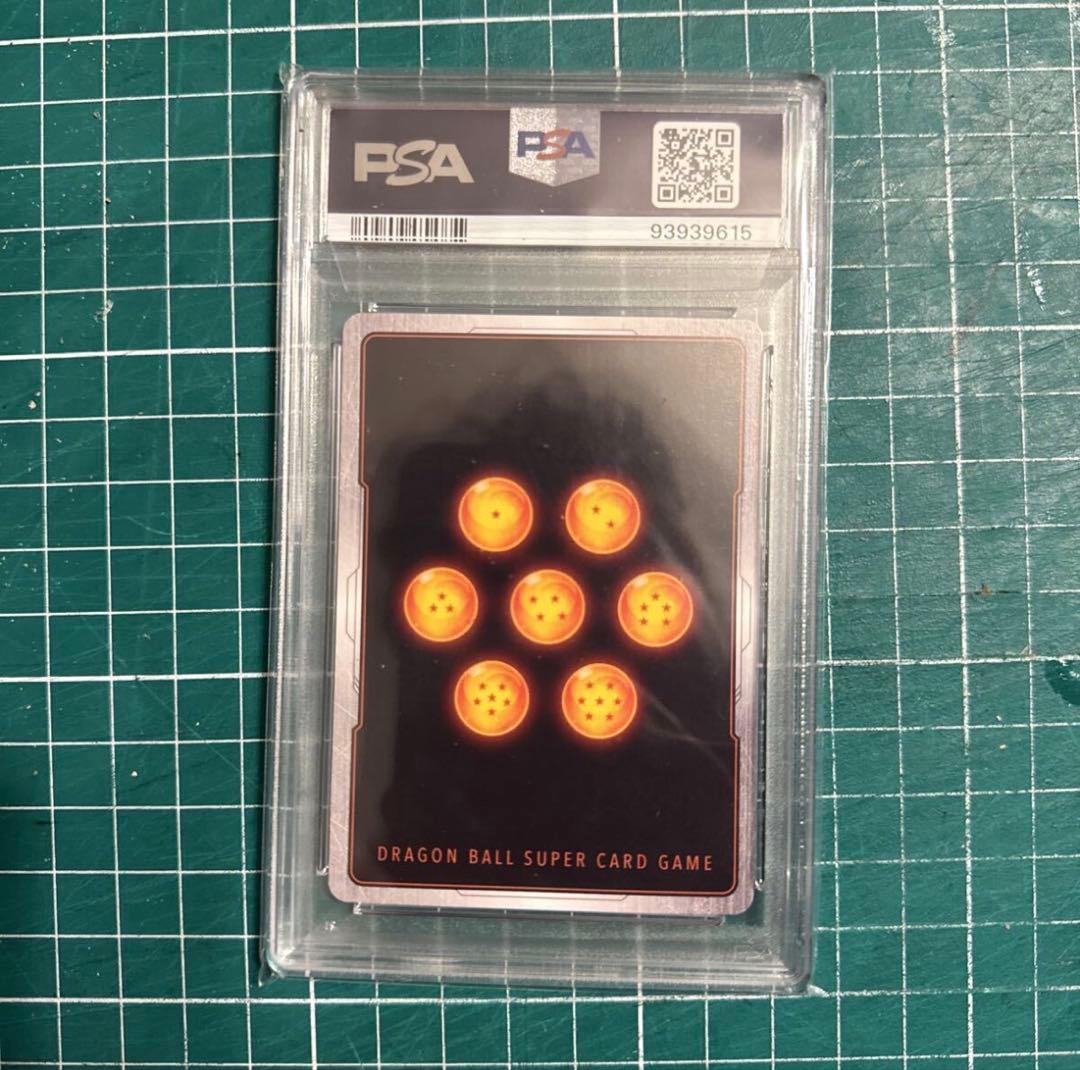 PSA
PSA
93939615
DRAGON BALL SUPER CARD GAME